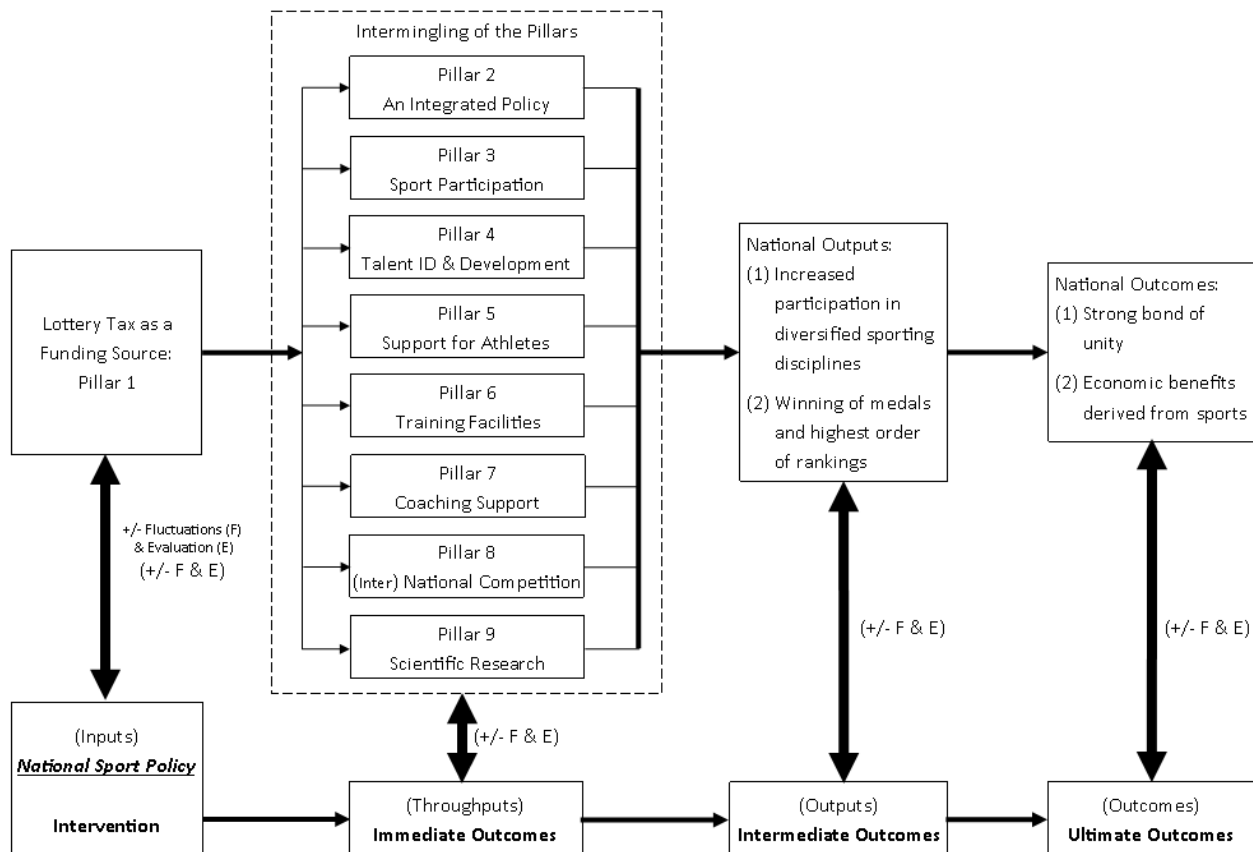 Intermingling of the Pillars
Pillar 2
An Integrated Policy
Pillar 3
Sport Participation
Pillar 4
Talent ID & Development
Pillar 5
Support for Athletes
Pillar 6
Training Facilities
Pillar 7
Coaching Support
Pillar 8
(Inter) National Competition
Pillar 9
Scientific Research
Lottery Tax as a
Funding Source:
Pillar 1
National Outputs:
(1) Increased
participation in
diversified sporting
disciplines
(2) Winning of medals
and highest order
of rankings
National Outcomes:
(1) Strong bond of
unity
(2) Economic benefits
derived from sports
+/- Fluctuations (F)
& Evaluation (E)
(+/- F & E)
(+/- F & E)
(+/- F & E)
(+/- F & E)
(Inputs)
National Sport Policy
Intervention
(Throughputs)
Immediate Outcomes
(Outputs)
Intermediate Outcomes
(Outcomes)
Ultimate Outcomes